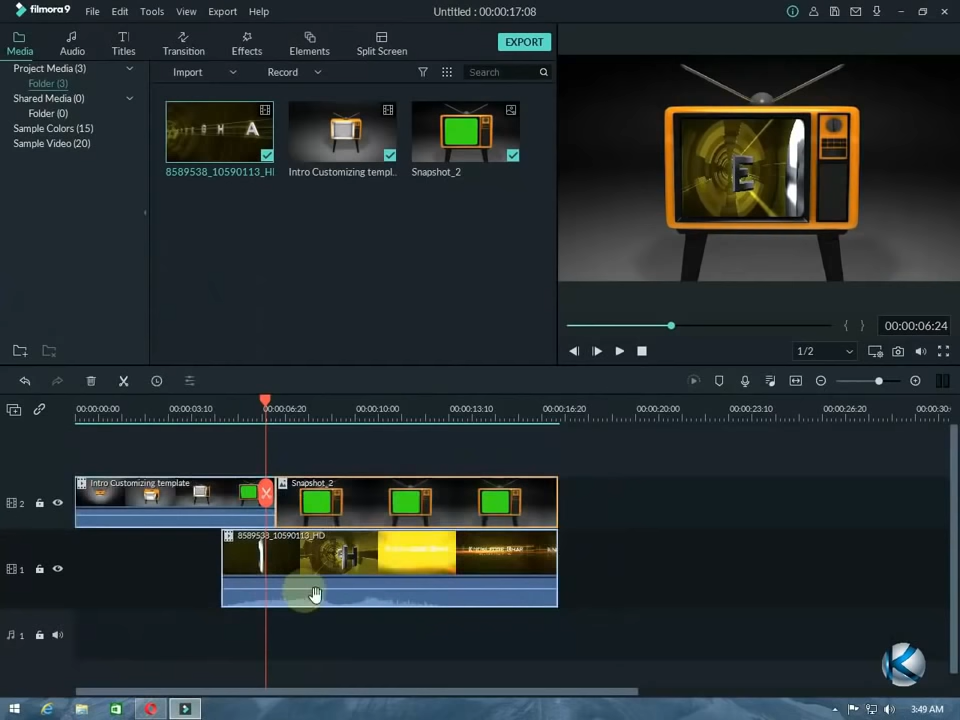 filmora9 File Edit Tools View Export Help Untitled : 00:00:17:08
Media Audio Titles Transition Effects Elements Split Screen EXPORT
Project Media (3)
Folder (3)
Shared Media (0)
Folder (0)
Sample Colors (15)
Sample Video (20)
Import Record Search
G H A
8589538_10590113_HI Intro Customizing templ.. Snapshot_2
E
00:00:06:24
1/2
00:00:00:00 00:00:03:10 00:00:06:20 00:00:10:00 00:00:13:10 00:00:16:20 00:00:20:00 00:00:23:10 00:00:26:20 00:00:30:
2 Intro Customizing template Snapshot_2
1 8589538_10590113_HD
H
1
K
3:49 AM